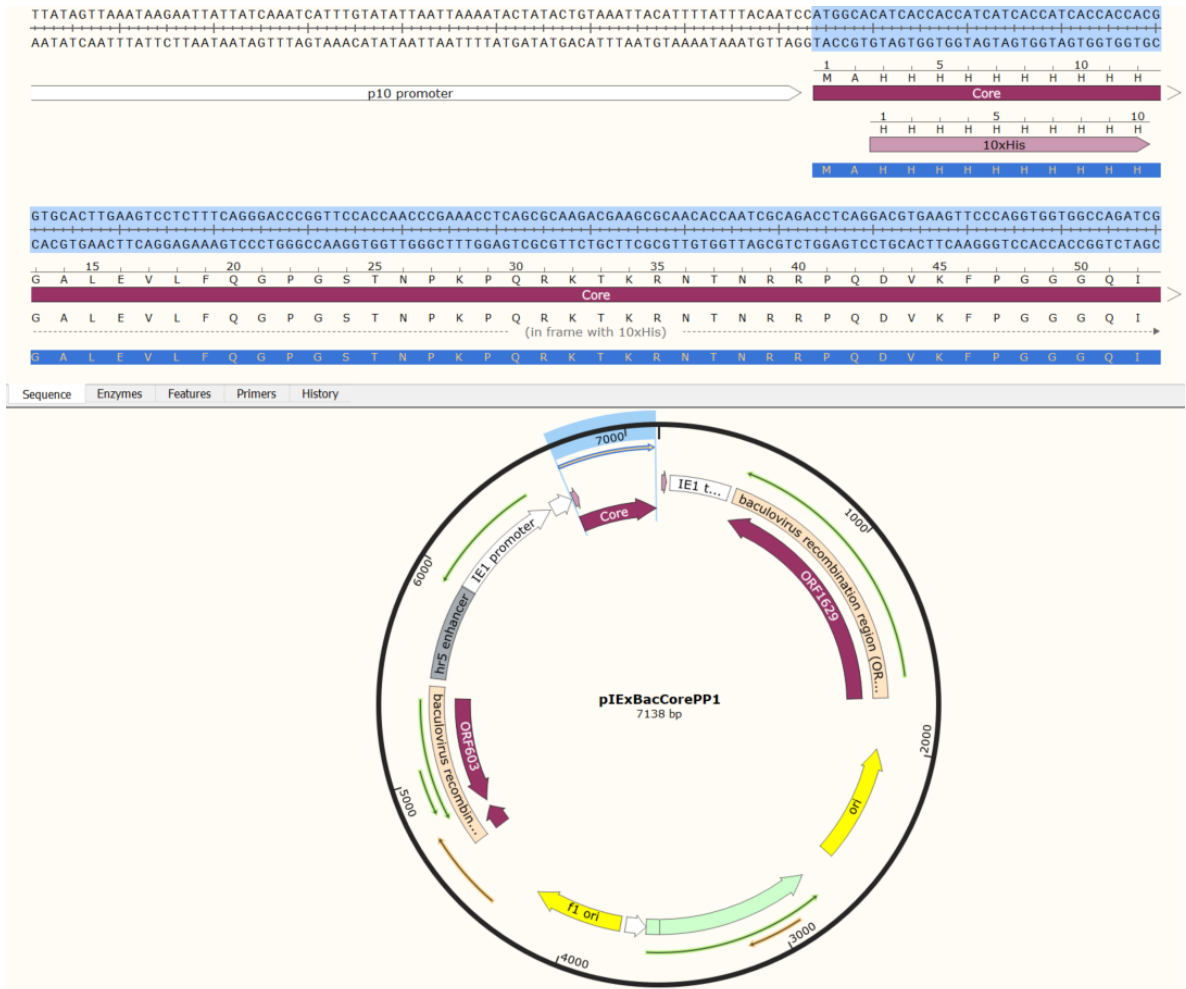 TTATAGTTAAATAAGAATTATTATCAAATCATTTGTATATTAATTAAAATACTATACTGTAAATTACATTTTATTTACAATCCATGGCACATCACCACCATCATCACCATCACCACCACG
AATATCAATTTATTCTTAATAATAGTTTAGTAAACATATAATTAATTTTATGATATGACATTTAATGTAAAATAAATGTTAGGTACCGTGTAGTGGTGGTAGTAGTGGTAGTGGTGGTGC
1 5 10
M A H H H H H H H H H H
p10 promoter
Core
1 5 10
H H H H H H H H H H
10xHis
M A H H H H H H H H H H
GTGCACTTGAAGTCCTCTTTCAGGGACCCGGTTCCACCAACCCGAAACCTCAGCGCAAGACGAAGCGCAACACCAATCGCAGACCTCAGGACGTGAAGTTCCCAGGTGGTGGCCAGATCG
CACGTGAACTTCAGGAGAAAGTCCCTGGGCCAAGGTGGTTGGGCTTTGGAGTCGCGTTCTGCTTCGCGTTGTGGTTAGCGTCTGGAGTCCTGCACTTCAAGGGTCCACCACCGGTCTAGC
15 20 25 30 35 40 45 50
G A L E V L F Q G P G S T N P K P Q R K T K R N T N R R P Q D V K F P G G G Q I
Core
G A L E V L F Q G P G S T N P K P Q R K T K R N T N R R P Q D V K F P G G G Q I
(in frame with 10xHis)
G A L E V L F Q G P G S T N P K P Q R K T K R N T N R R P Q D V K F P G G G Q I
Sequence Enzymes Features Primers History
7000
IE1 t...
Core
baculovirus recombination region (OR...
1000
IE1 promoter
6000
ORF1629
hr5 enhancer
pIExBacCorePP1
7138 bp
baculovirus recombin...
ORF603
2000
5000
ori
f1 ori
3000
4000